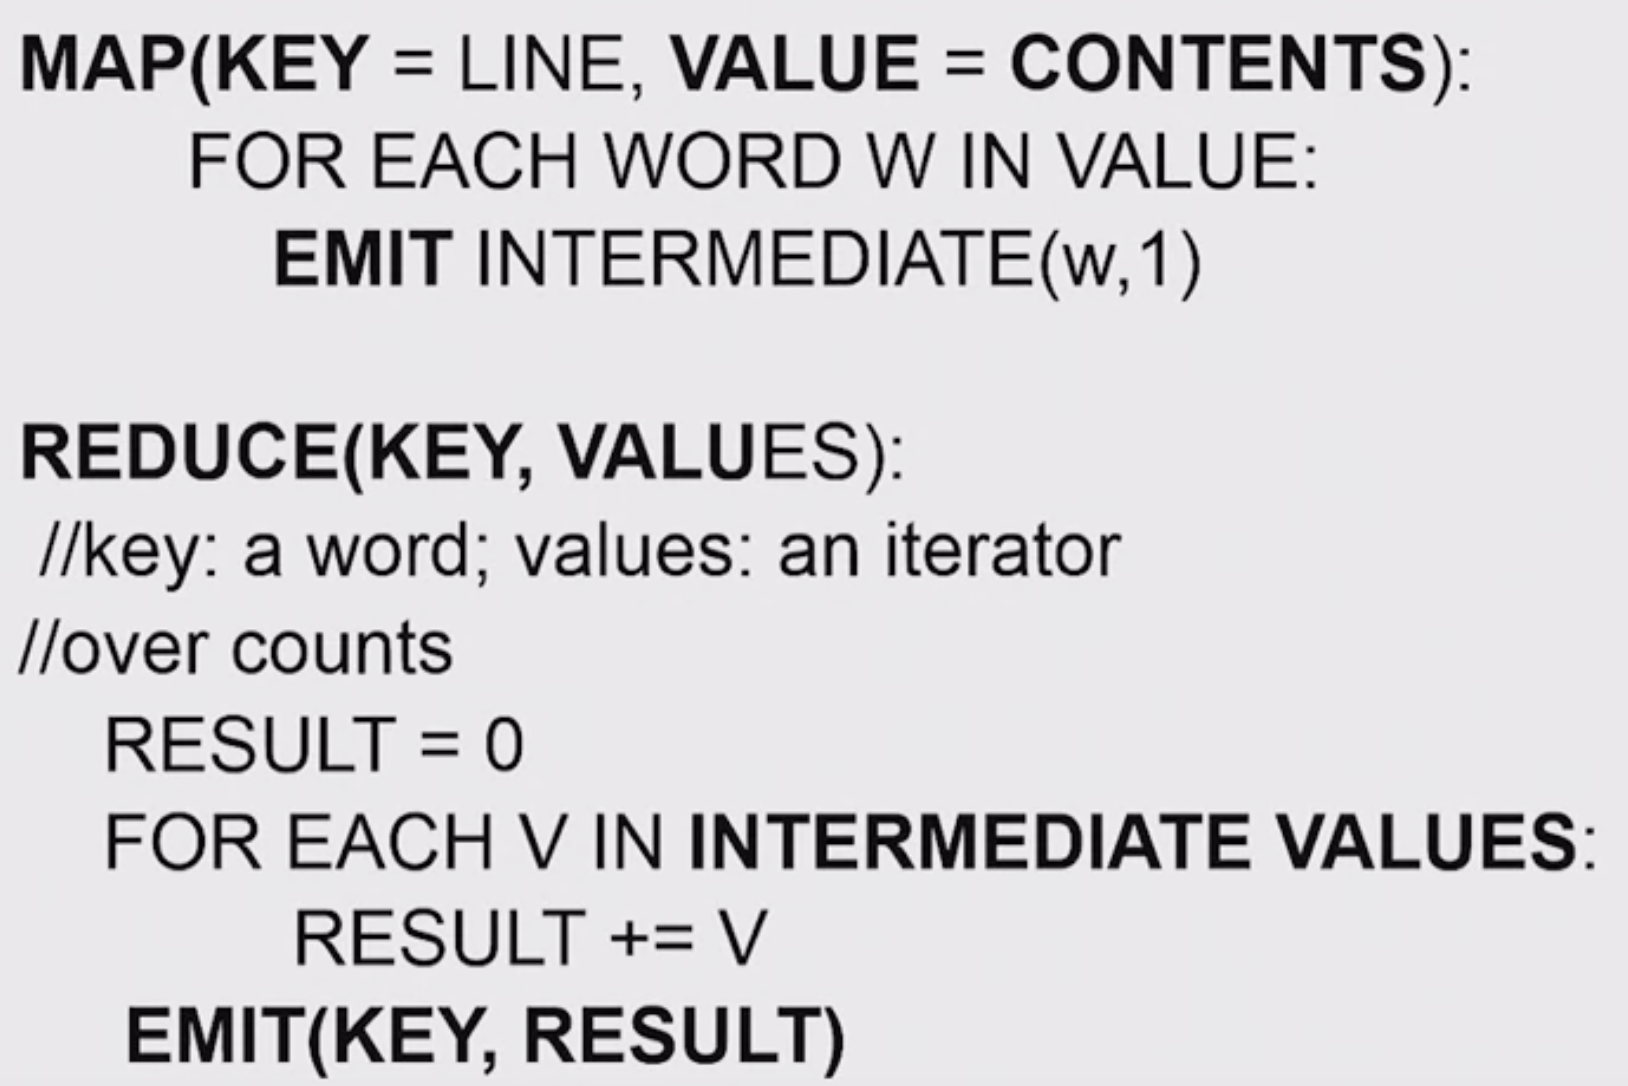 MAP(KEY = LINE, VALUE = CONTENTS):
FOR EACH WORD W IN VALUE:
EMIT INTERMEDIATE(w,1)
REDUCE(KEY, VALUES):
//key: a word; values: an iterator
//over counts
RESULT = 0
FOR EACH V IN INTERMEDIATE VALUES:
RESULT += V
EMIT(KEY, RESULT)